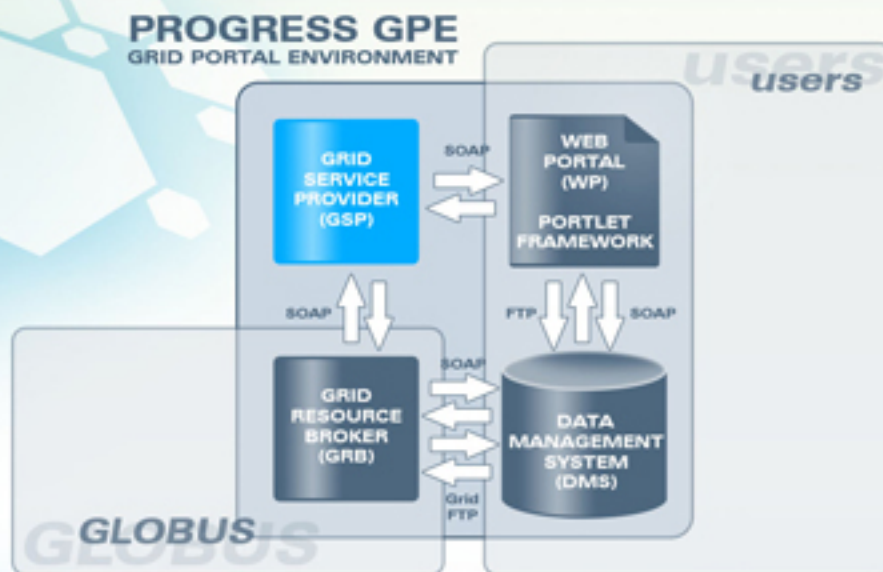 PROGRESS GPE
GRID PORTAL ENVIRONMENT
users
users
GRID
SERVICE
PROVIDER
(GSP)
SOAP
WEB
PORTAL
(WP)
PORTLET
FRAMEWORK
SOAP
FTP
SOAP
GRID
RESOURCE
BROKER
(GRB)
SOAP
Grid
FTP
DATA
MANAGEMENT
SYSTEM
(DMS)
GLOBUS
GLOBUS